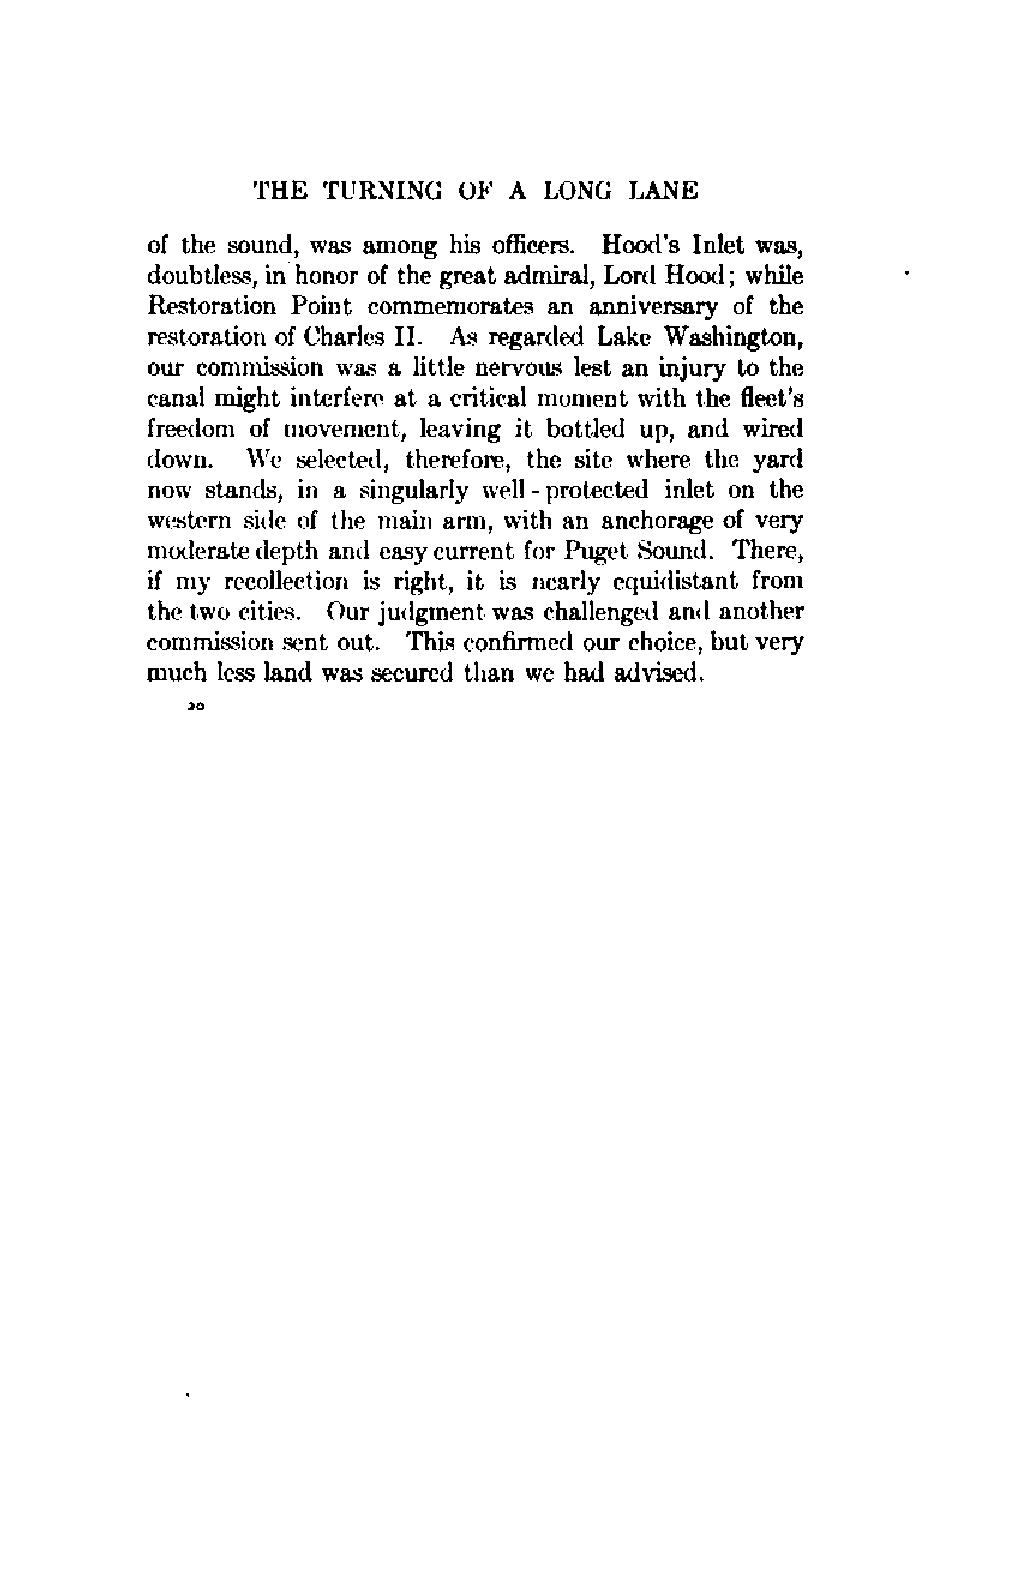 THE TURNING OF A LONG LANE
of the sound, was among his officers. Hood's Inlet was,
doubtless, in honor of the great admiral, Lord Hood; while
Restoration Point commemorates an anniversary of the
restoration of Charles II. As regarded Lake Washington,
our commission was a little nervous lest an injury to the
canal might interfere at a critical moment with the fleet's
freedom of movement, leaving it bottled up, and wired
down. We selected, therefore, the site where the yard
now stands, in a singularly well-protected inlet on the
western side of the main arm, with an anchorage of very
moderate depth and easy current for Puget Sound. There,
if my recollection is right, it is nearly equidistant from
the two cities. Our judgment was challenged and another
commission sent out. This confirmed our choice, but very
much less land was secured than we had advised.
20